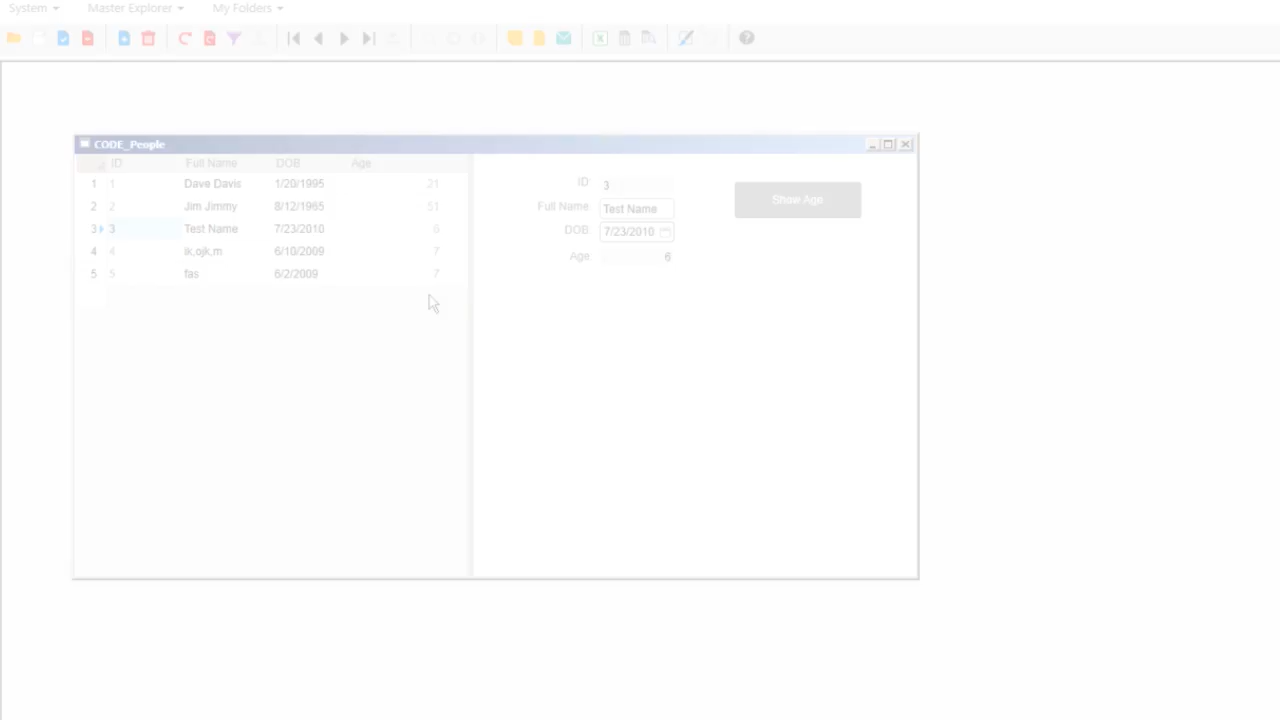 System Master Explorer My Folders
CODE_People
ID Full Name DOB Age
1 1 Dave Davis 1/20/1995 21
2 2 Jim Jimmy 8/12/1965 51
3 3 Test Name 7/23/2010 6
4 4 ik,ojk,m 6/10/2009 7
5 5 fas 6/2/2009 7
ID: 3
Full Name: Test Name
DOB: 7/23/2010
Age: 6
Show Age